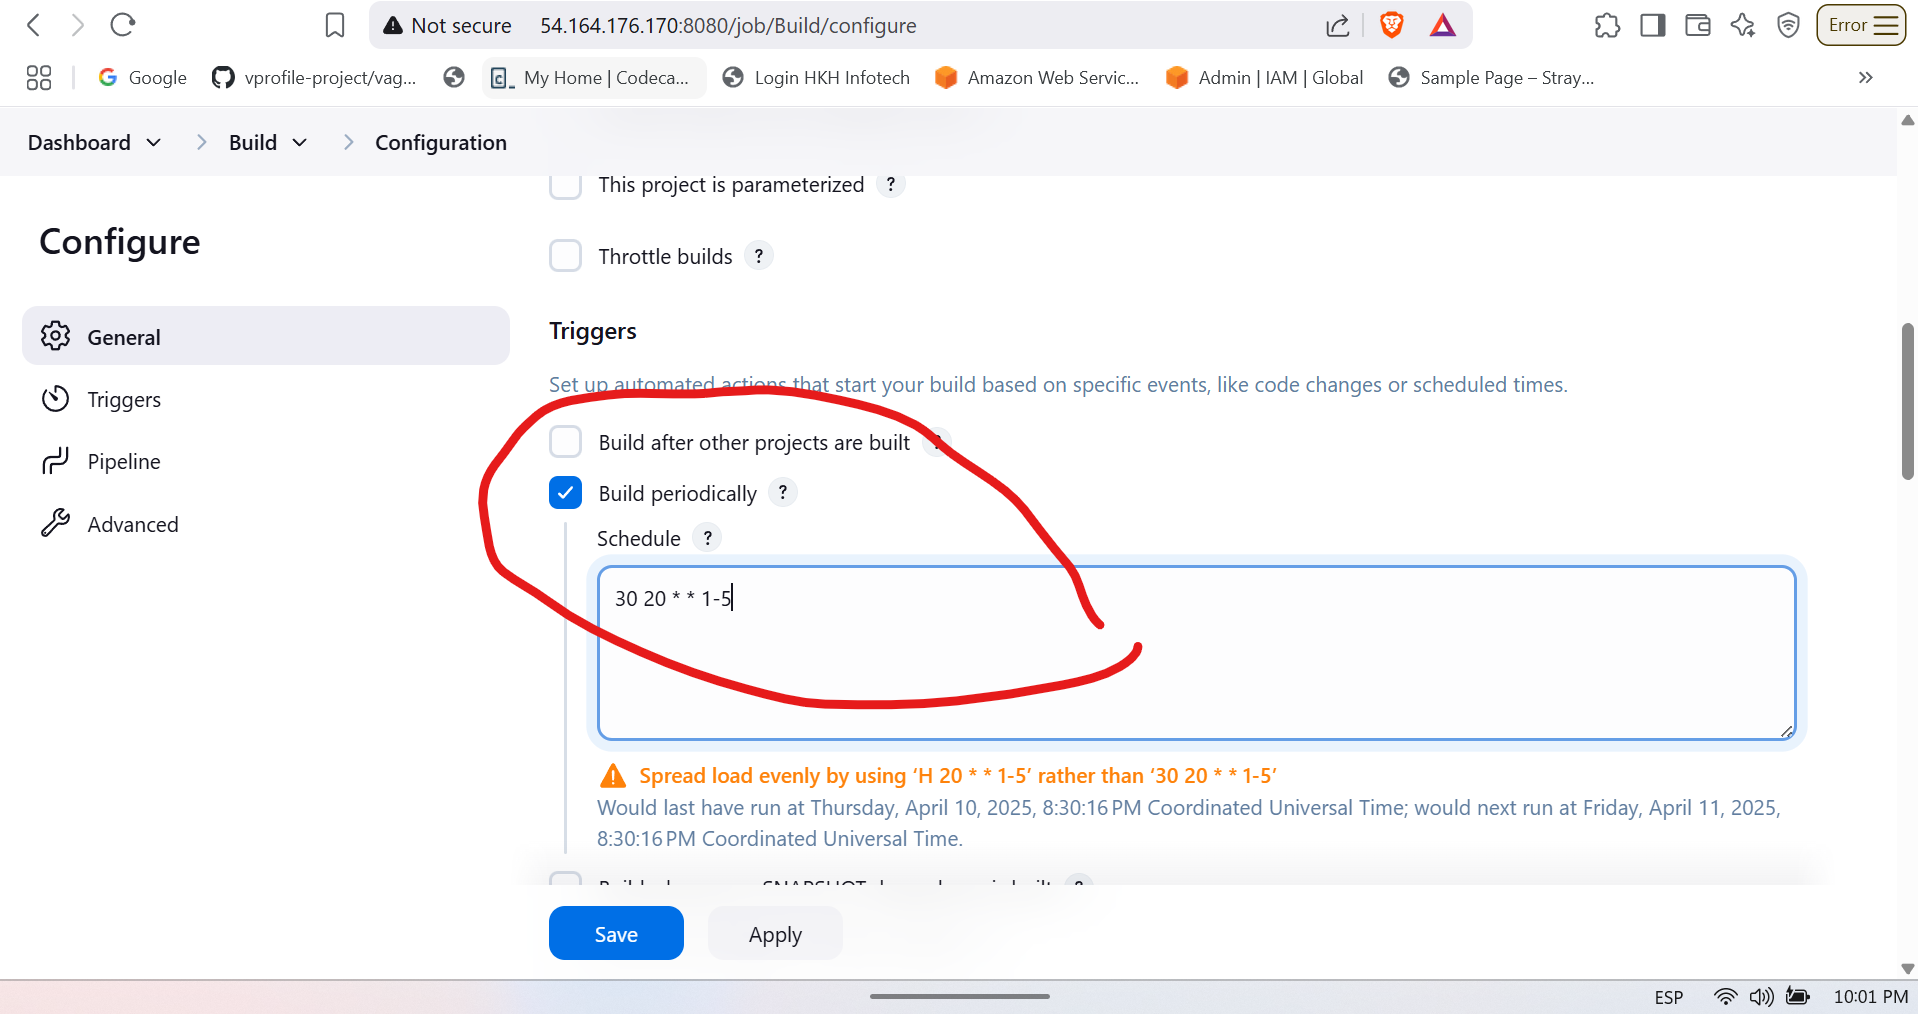 Not secure 54.164.176.170:8080/job/Build/configure Error
Google vprofile-project/vag... My Home | Codeca... Login HKH Infotech Amazon Web Servic... Admin | IAM | Global Sample Page – Stray... »
Dashboard Build Configuration
This project is parameterized ?
Configure
Throttle builds ?
General
Triggers
Pipeline
Advanced
Triggers
Set up automated actions that start your build based on specific events, like code changes or scheduled times.
Build after other projects are built ?
Build periodically ?
Schedule ?
30 20 * * 1-5
Spread load evenly by using ‘H 20 * * 1-5’ rather than ‘30 20 * * 1-5’
Would last have run at Thursday, April 10, 2025, 8:30:16 PM Coordinated Universal Time; would next run at Friday, April 11, 2025,
8:30:16 PM Coordinated Universal Time.
SNAPSHOT
Save Apply
ESP 10:01 PM